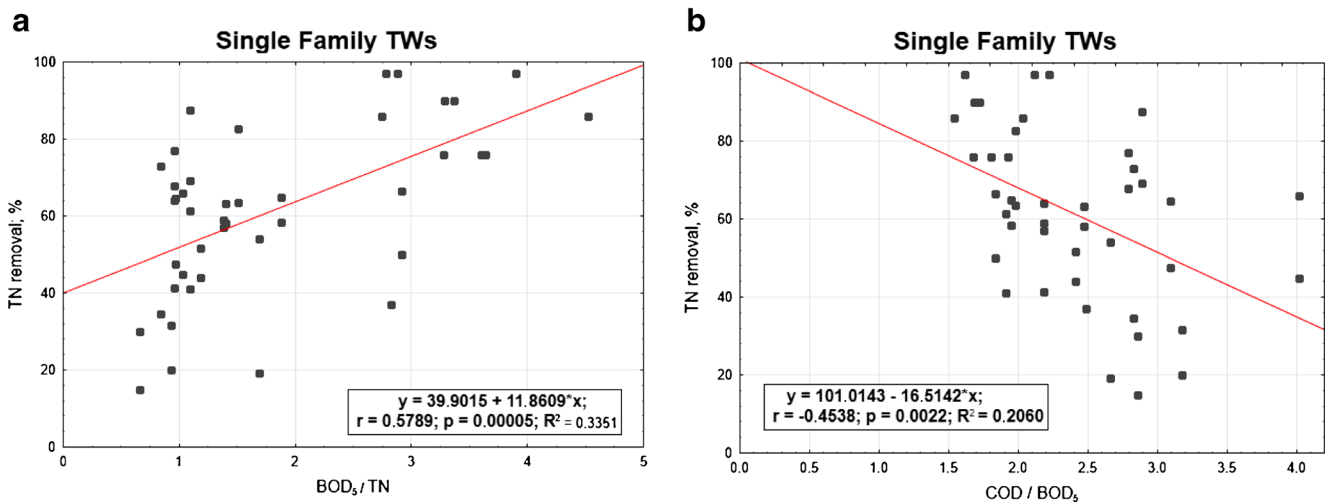 a
Single Family TWs
100
80
60
40
20
0
TN removal; %
y = 39.9015 + 11.8609*x;
r = 0.5789; p = 0.00005; R² = 0.3351
0 1 2 3 4 5
BOD₅ / TN
b
Single Family TWs
100
80
60
40
20
0
TN removal, %
y = 101.0143 - 16.5142*x;
r = -0.4538; p = 0.0022; R² = 0.2060
0.0 0.5 1.0 1.5 2.0 2.5 3.0 3.5 4.0
COD / BOD₅